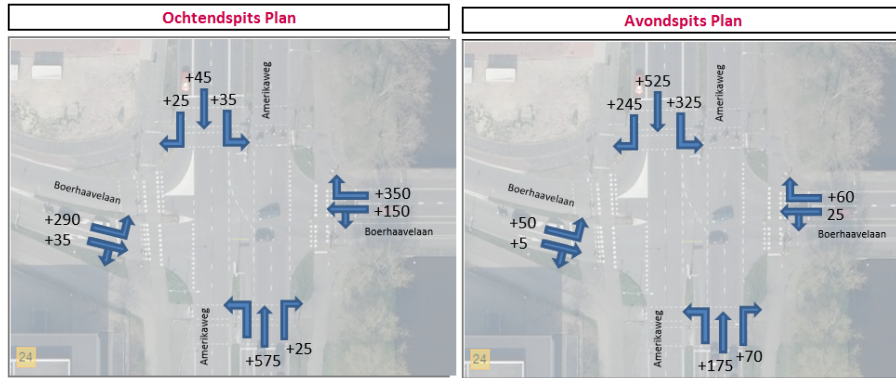 Ochtendspits Plan
+45
+25
+35
Amerikaweg
Boerhaavelaan
+290
+35
+350
+150
Boerhaavelaan
Amerikaweg
+25
+575
24
Avondspits Plan
+525
+245
+325
Amerikaweg
Boerhaavelaan
+50
+5
+60
25
Boerhaavelaan
Amerikaweg
+70
+175
24